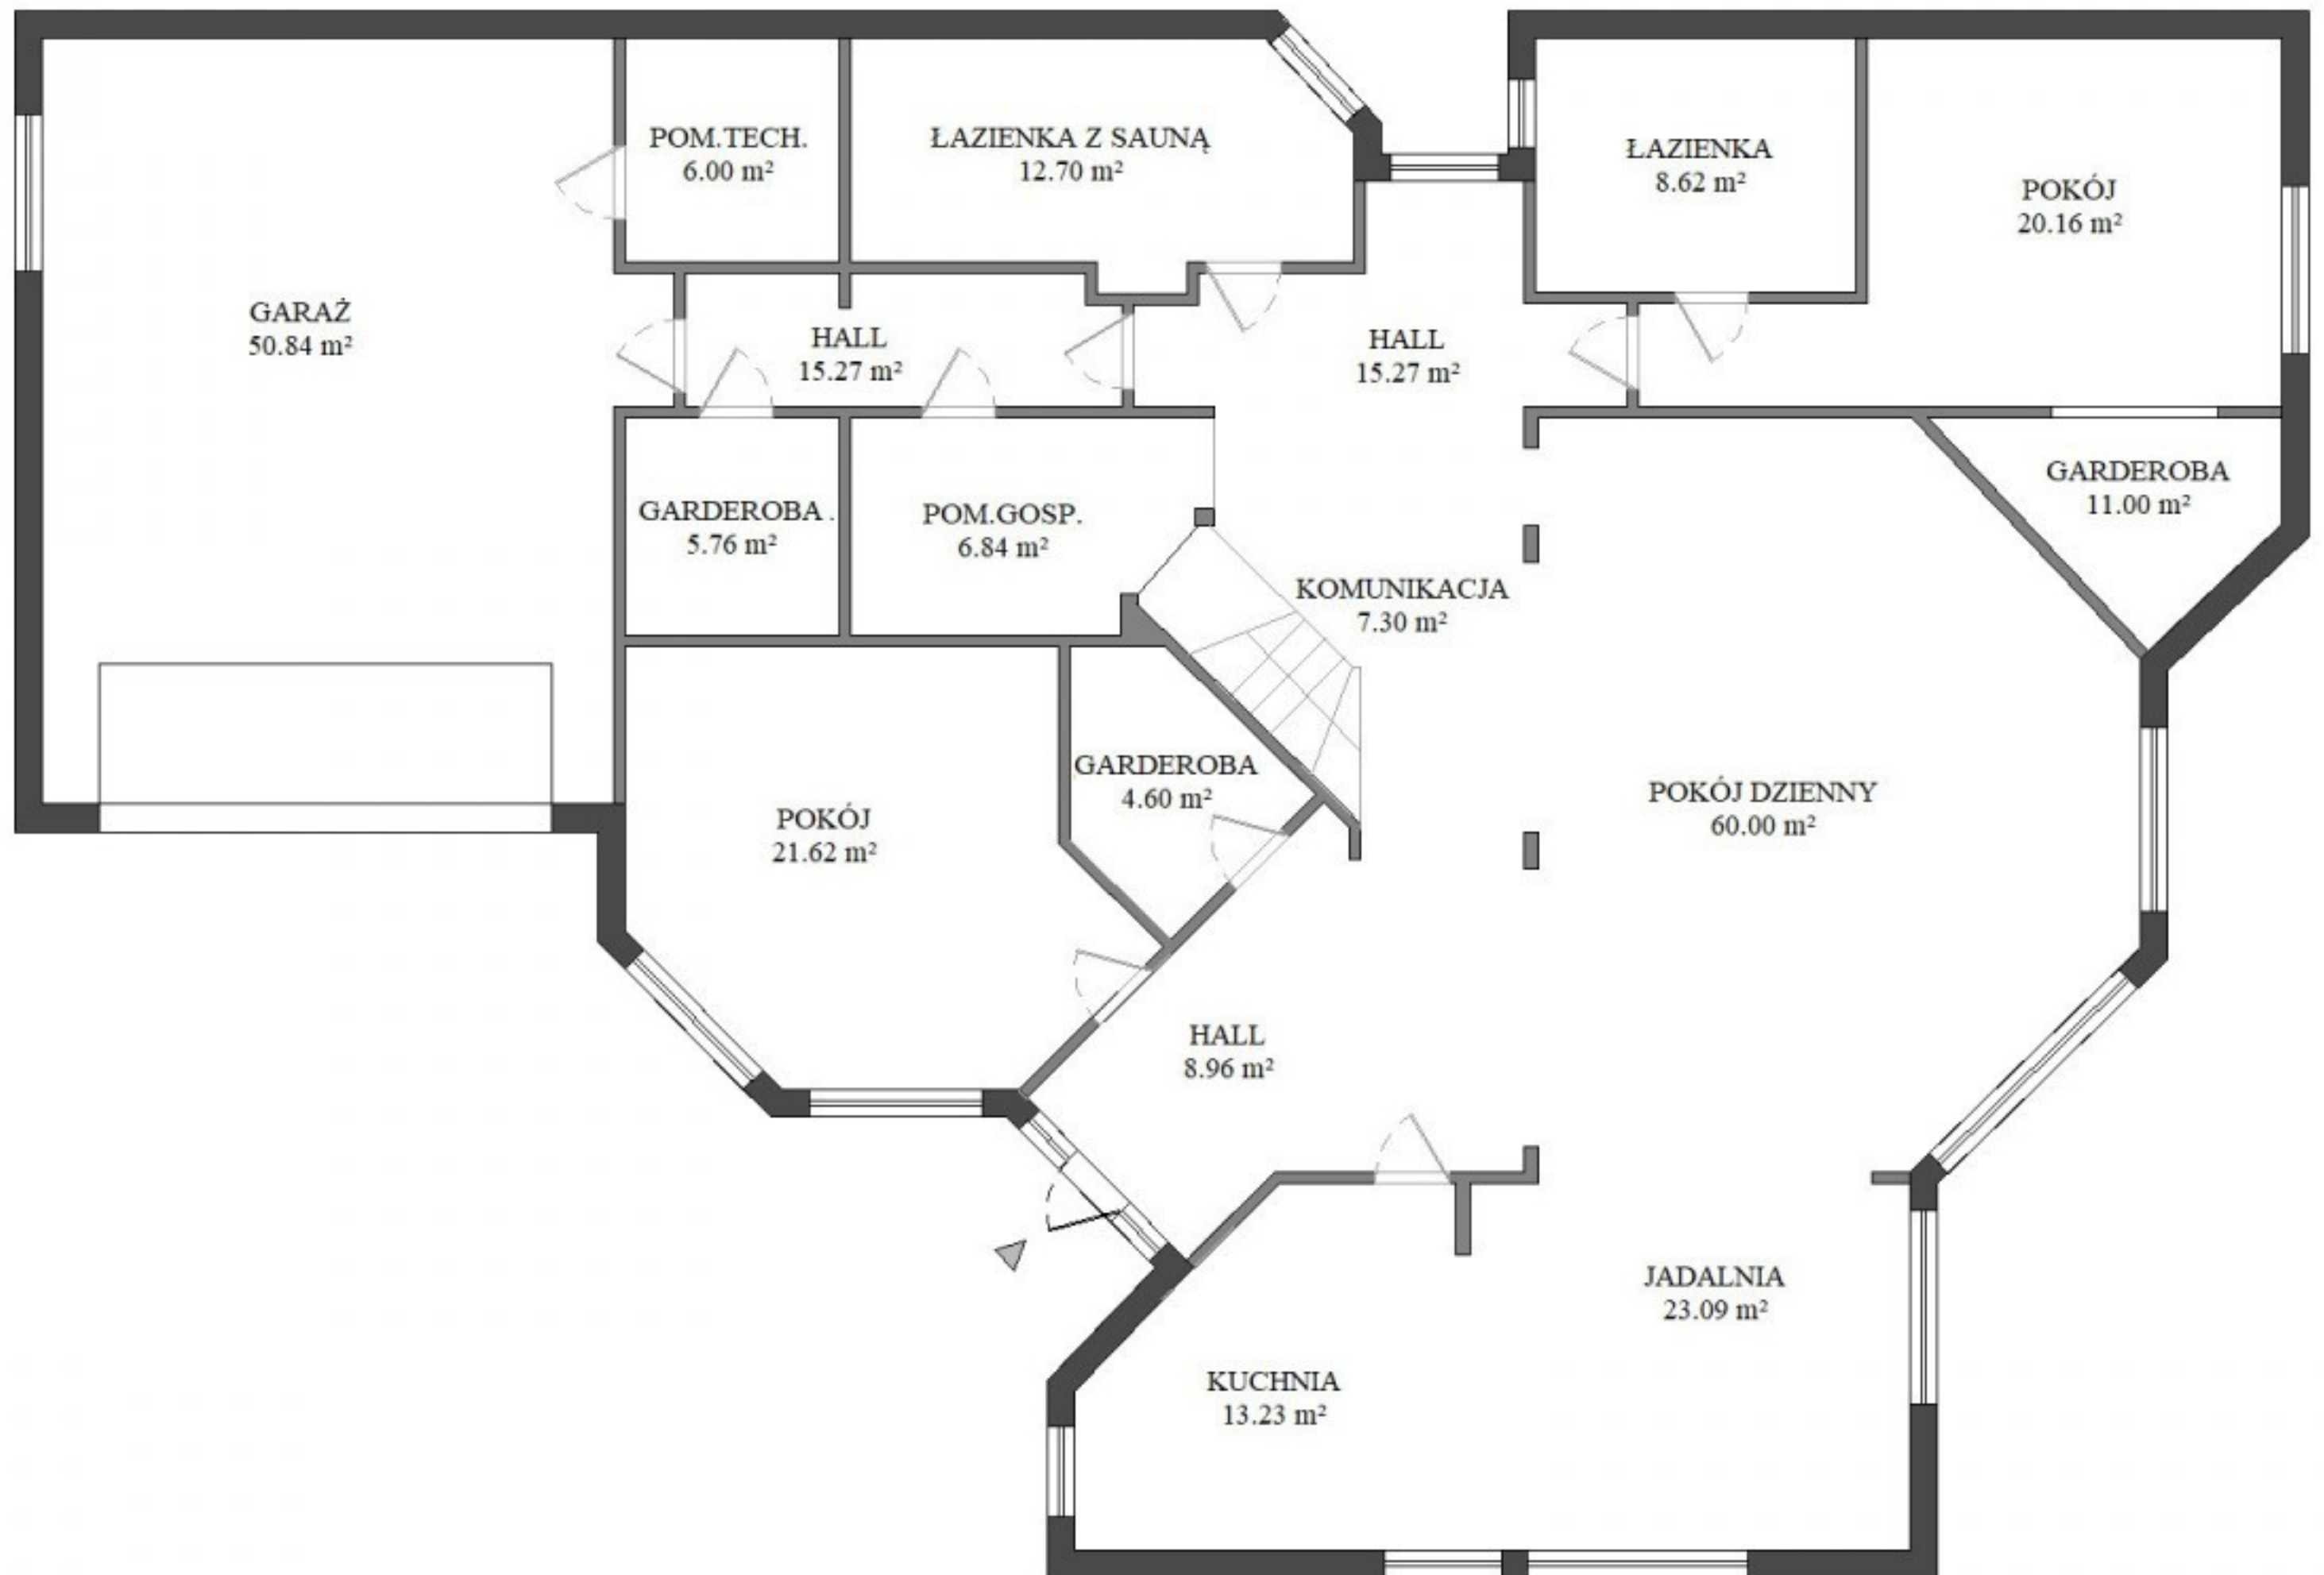 POM.TECH.
6.00 m²
ŁAZIENKA Z SAUNĄ
12.70 m²
ŁAZIENKA
8.62 m²
POKÓJ
20.16 m²
GARAŻ
50.84 m²
HALL
15.27 m²
HALL
15.27 m²
GARDEROBA .
5.76 m²
POM.GOSP.
6.84 m²
GARDEROBA
11.00 m²
KOMUNIKACJA
7.30 m²
POKÓJ
21.62 m²
GARDEROBA
4.60 m²
POKÓJ DZIENNY
60.00 m²
HALL
8.96 m²
JADALNIA
23.09 m²
KUCHNIA
13.23 m²